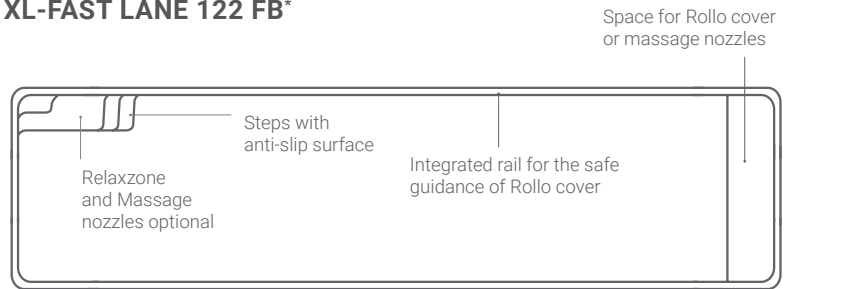 XL-FAST LANE 122 FB*
Space for Rollo cover
or massage nozzles
Steps with
anti-slip surface
Integrated rail for the safe
guidance of Rollo cover
Relaxzone
and Massage
nozzles optional